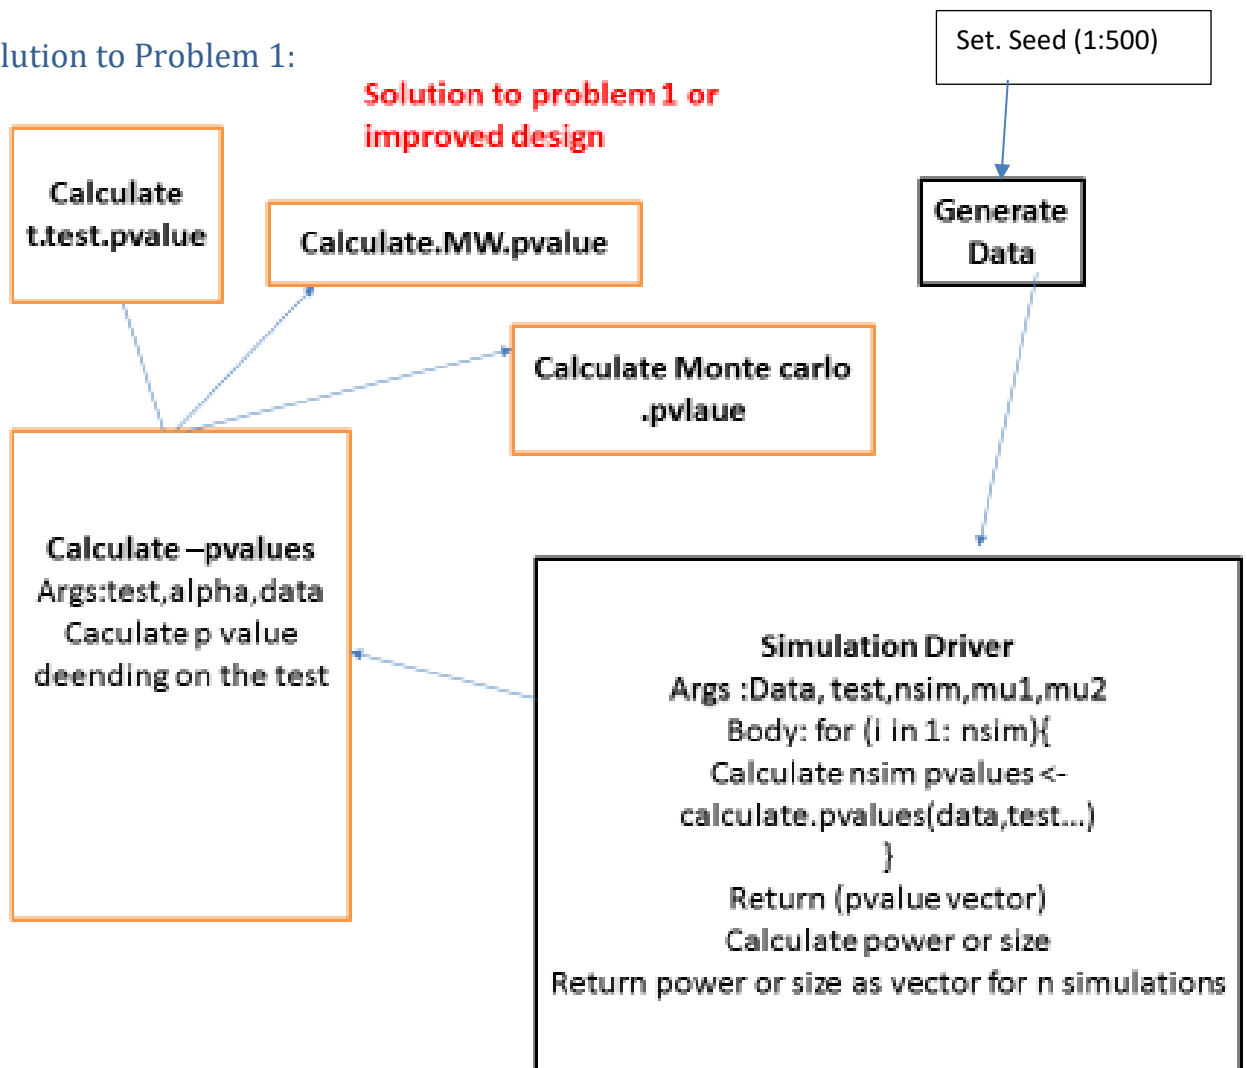 lution to Problem 1:
Set. Seed (1:500)
Solution to problem 1 or
improved design
Calculate
t.test.pvalue
Calculate.MW.pvalue
Generate
Data
Calculate Monte carlo
.pvlaue
Calculate –pvalues
Args:test,alpha,data
Caculate p value
deending on the test
Simulation Driver
Args :Data, test,nsim,mu1,mu2
Body: for (i in 1: nsim){
Calculate nsim pvalues <-
calculate.pvalues(data,test...)
}
Return (pvalue vector)
Calculate power or size
Return power or size as vector for n simulations